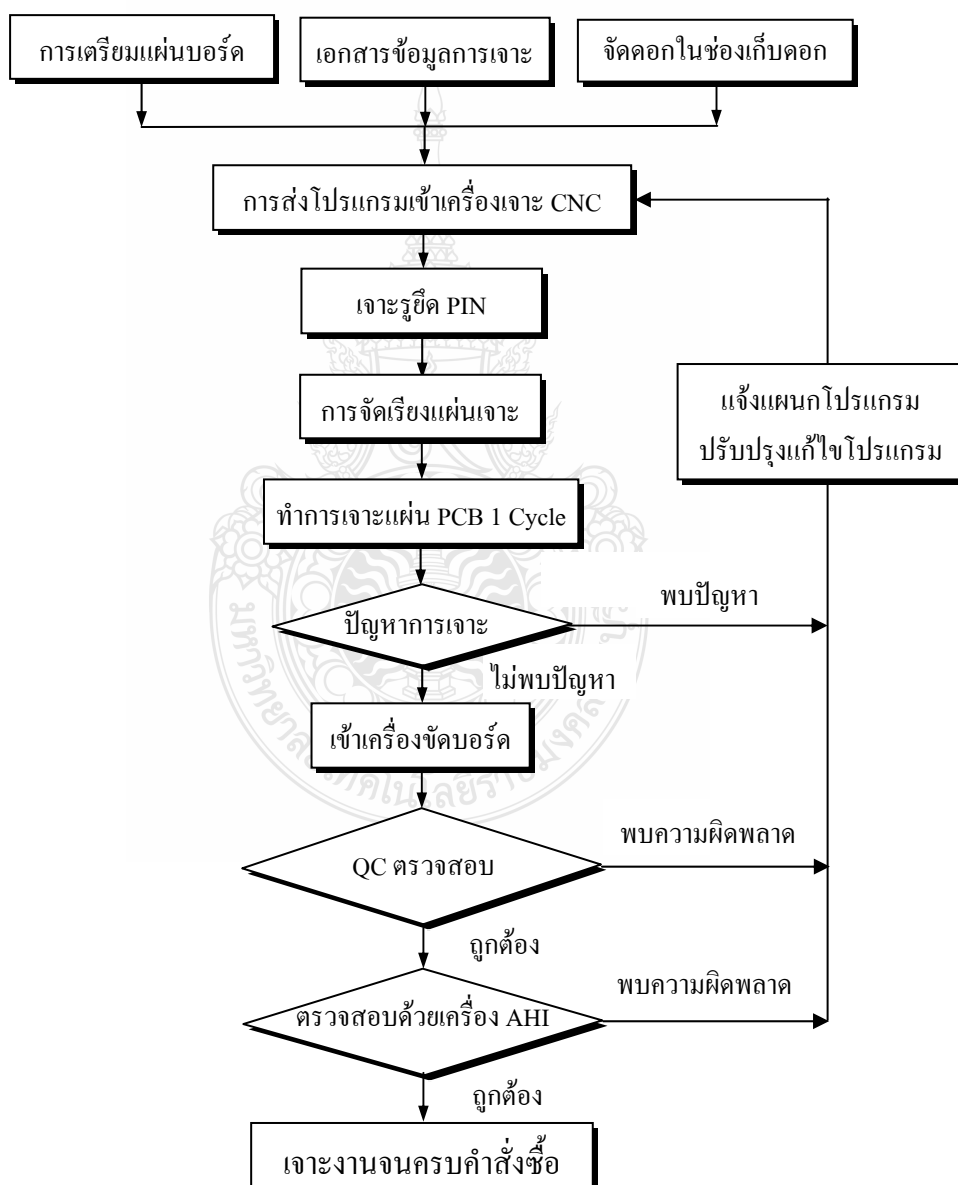 การเตรียมแผ่นบอร์ด
เอกสารข้อมูลการเจาะ
จัดดอกในช่องเก็บดอก
การส่งโปรแกรมเข้าเครื่องเจาะ CNC
เจาะรูยึด PIN
การจัดเรียงแผ่นเจาะ
แจ้งแผนกโปรแกรม
ปรับปรุงแก้ไขโปรแกรม
ทำการเจาะแผ่น PCB 1 Cycle
ปัญหาการเจาะ
พบปัญหา
ไม่พบปัญหา
เข้าเครื่องขัดบอร์ด
QC ตรวจสอบ
พบความผิดพลาด
ถูกต้อง
ตรวจสอบด้วยเครื่อง AHI
พบความผิดพลาด
ถูกต้อง
เจาะงานจนครบคำสั่งซื้อ